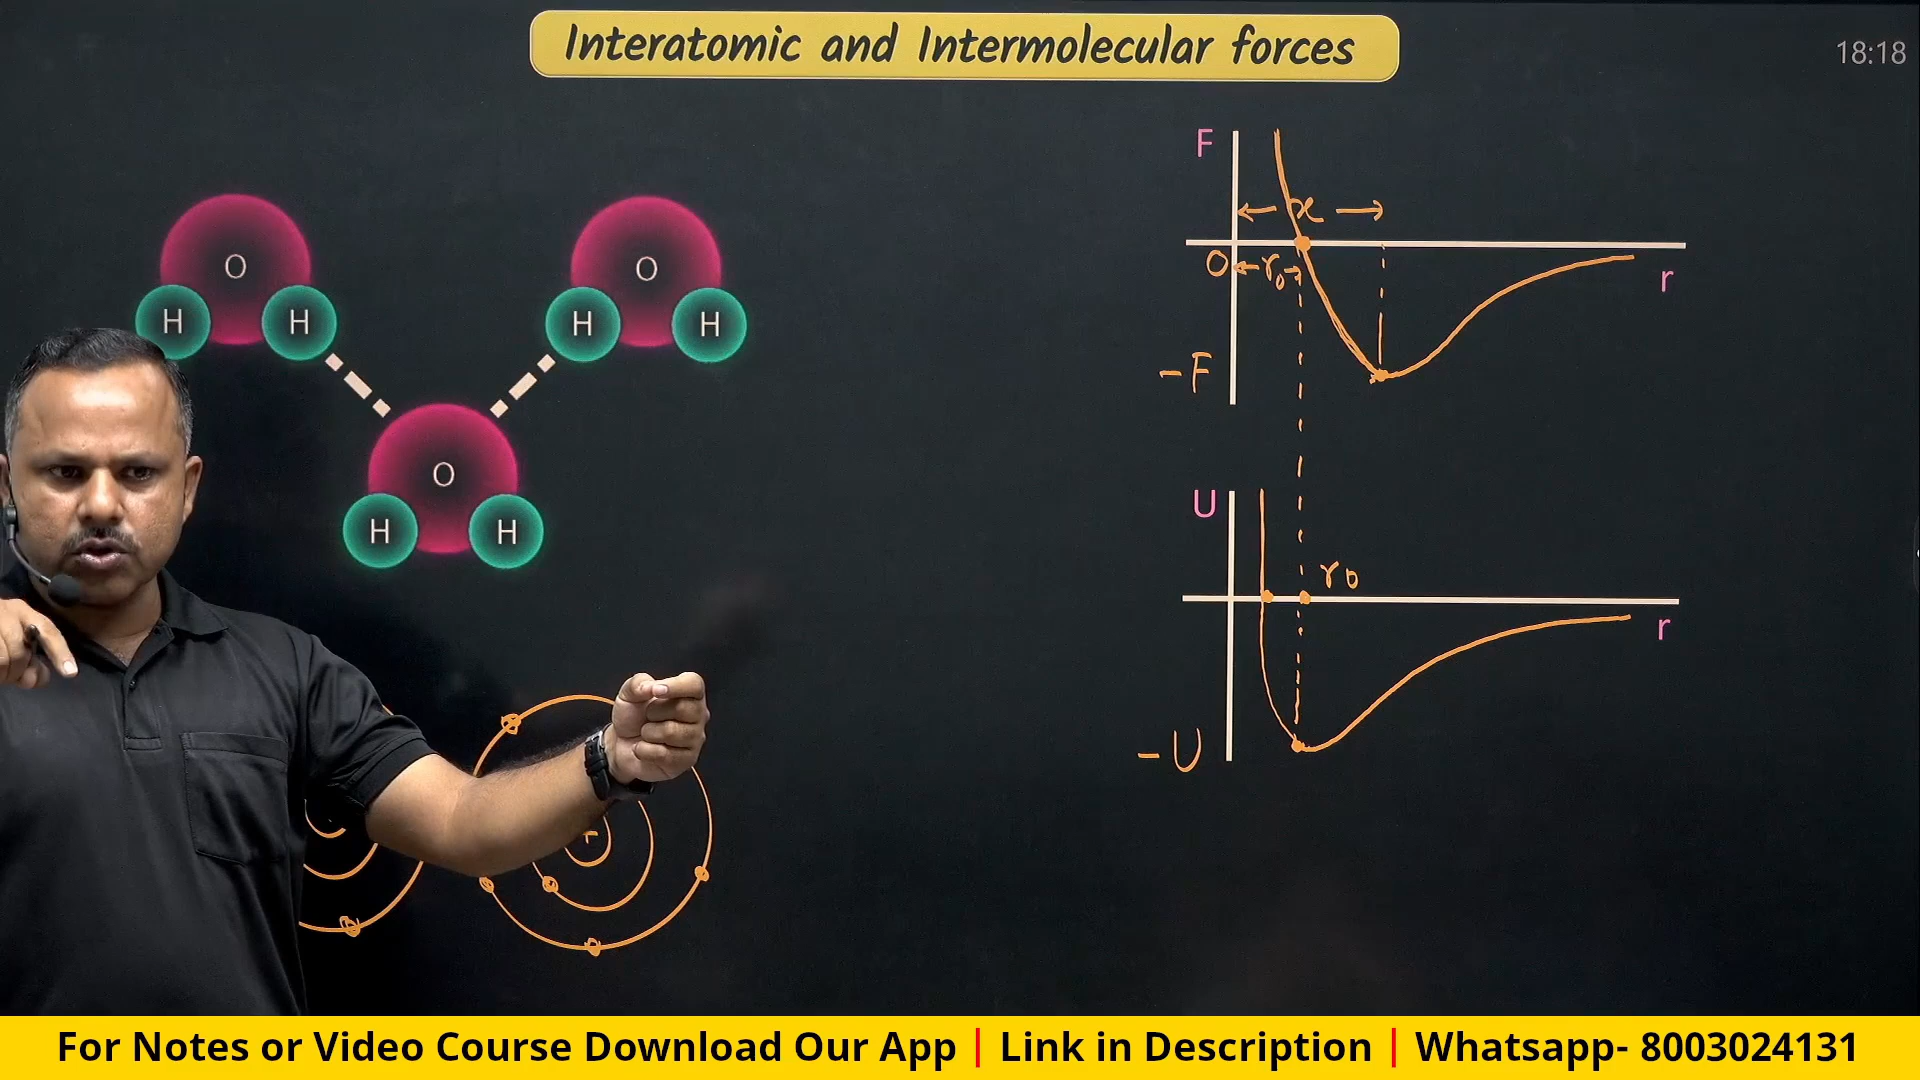 Interatomic and Intermolecular forces
18:18
F
x
O
r₀
r
-F
O
H
H
O
H
H
O
H
H
U
r₀
r
-U
+
For Notes or Video Course Download Our App | Link in Description | Whatsapp- 8003024131